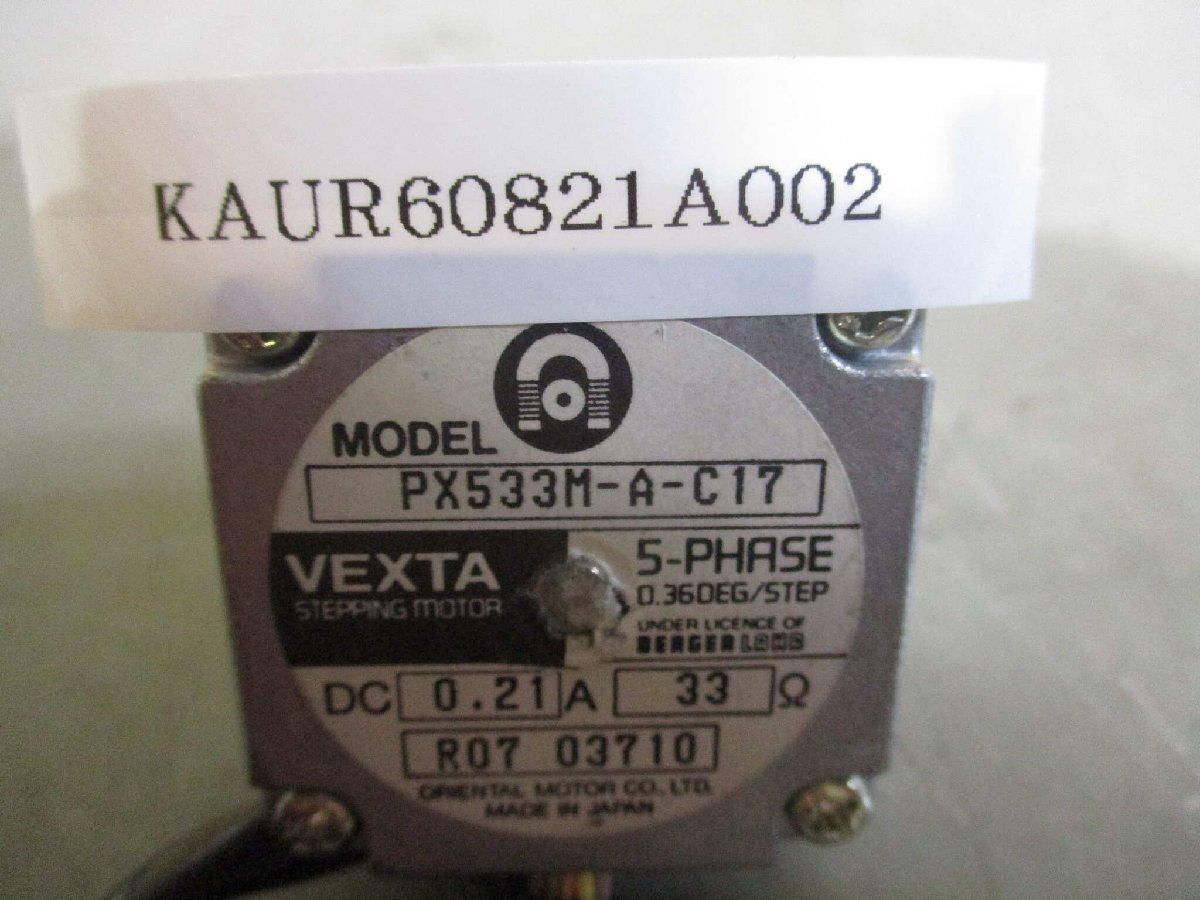 KAUR60821A002
MODEL
PX533M-A-C17
VEXTA
STEPPING MOTOR
5-PHASE
0.36DEG/STEP
UNDER LICENCE OF
BERGER LAHR
DC 0.21 A 33 Ω
R07 03710
ORIENTAL MOTOR CO., LTD.
MADE IN JAPAN